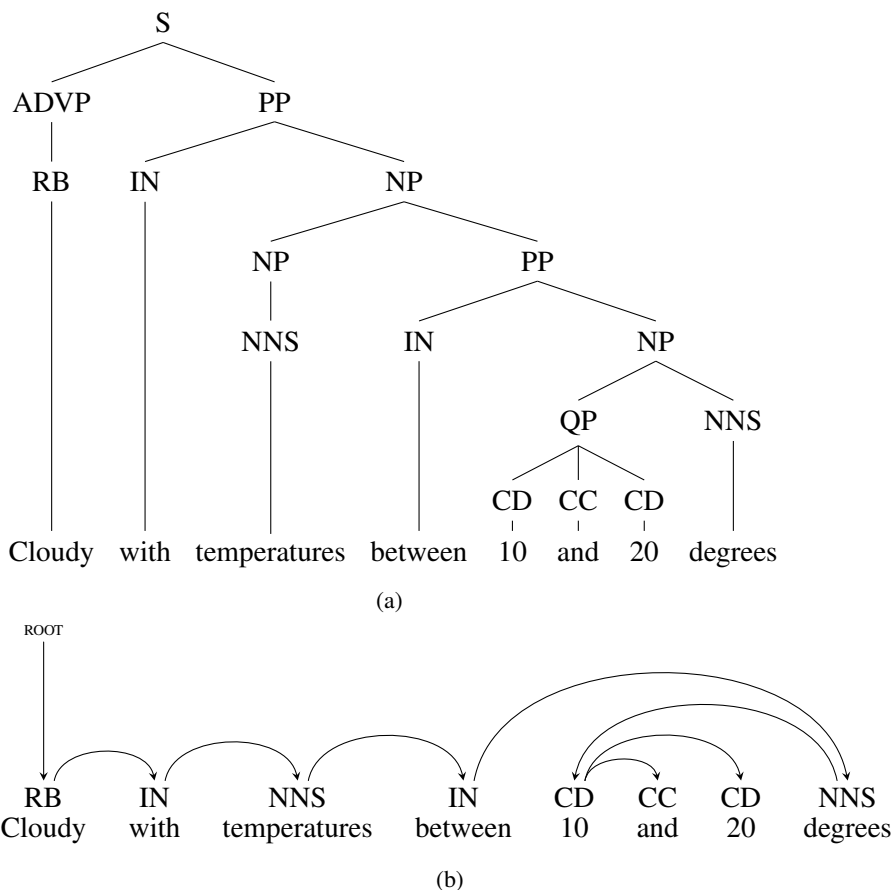 S
ADVP PP
RB IN NP
NP PP
NNS IN NP
QP NNS
CD CC CD
Cloudy with temperatures between 10 and 20 degrees
(a)
ROOT
RB IN NNS IN CD CC CD NNS
Cloudy with temperatures between 10 and 20 degrees
(b)